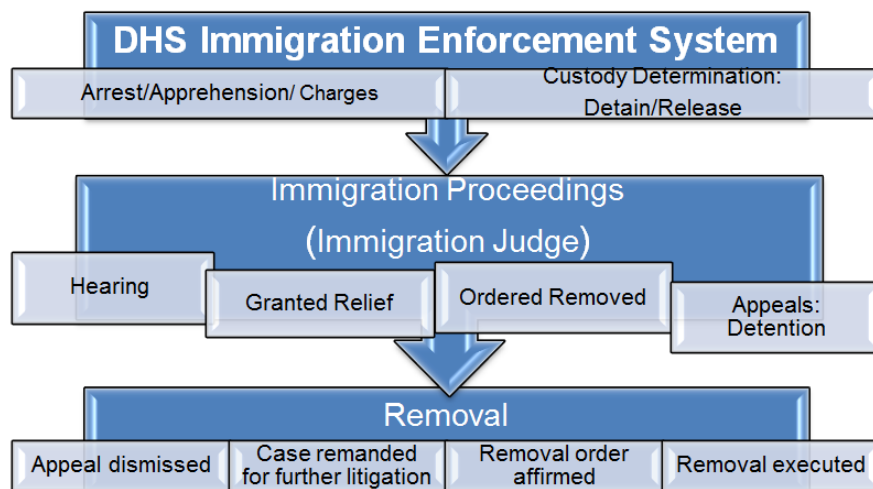 DHS Immigration Enforcement System
Arrest/Apprehension/ Charges
Custody Determination:
Detain/Release
Immigration Proceedings
(Immigration Judge)
Hearing
Granted Relief
Ordered Removed
Appeals:
Detention
Removal
Appeal dismissed
Case remanded
for further litigation
Removal order
affirmed
Removal executed